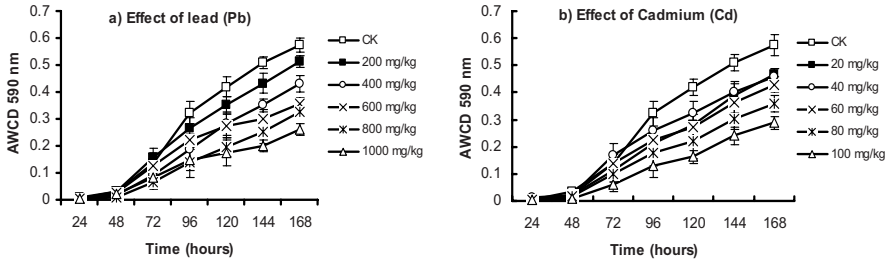 a) Effect of lead (Pb)
AWCD 590 nm
0.7
0.6
0.5
0.4
0.3
0.2
0.1
0
24 48 72 96 120 144 168
Time (hours)
CK
200 mg/kg
400 mg/kg
600 mg/kg
800 mg/kg
1000 mg/kg
b) Effect of Cadmium (Cd)
AWCD 590 nm
0.7
0.6
0.5
0.4
0.3
0.2
0.1
0
24 48 72 96 120 144 168
Time (hours)
CK
20 mg/kg
40 mg/kg
60 mg/kg
80 mg/kg
100 mg/kg